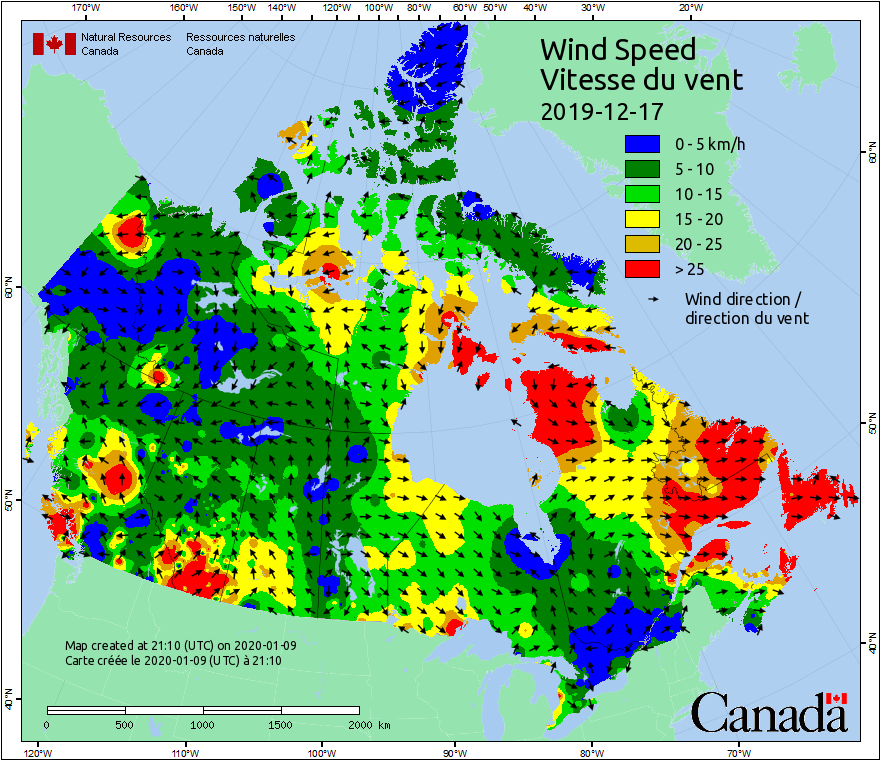 170°W 160°W 150°W 140°W 130°W 120°W 110°W 100°W 90°W 80°W 70°W 60°W 50°W 40°W 30°W 20°W
Natural Resources Ressources naturelles
Canada Canada
Wind Speed
Vitesse du vent
2019-12-17
0 - 5 km/h
5 - 10
10 - 15
15 - 20
20 - 25
> 25
Wind direction /
direction du vent
60°N 60°N
50°N 50°N
40°N 40°N
Map created at 21:10 (UTC) on 2020-01-09
Carte créée le 2020-01-09 (UTC) à 21:10
0 500 1000 1500 2000 km
Canada
120°W 110°W 100°W 90°W 80°W 70°W